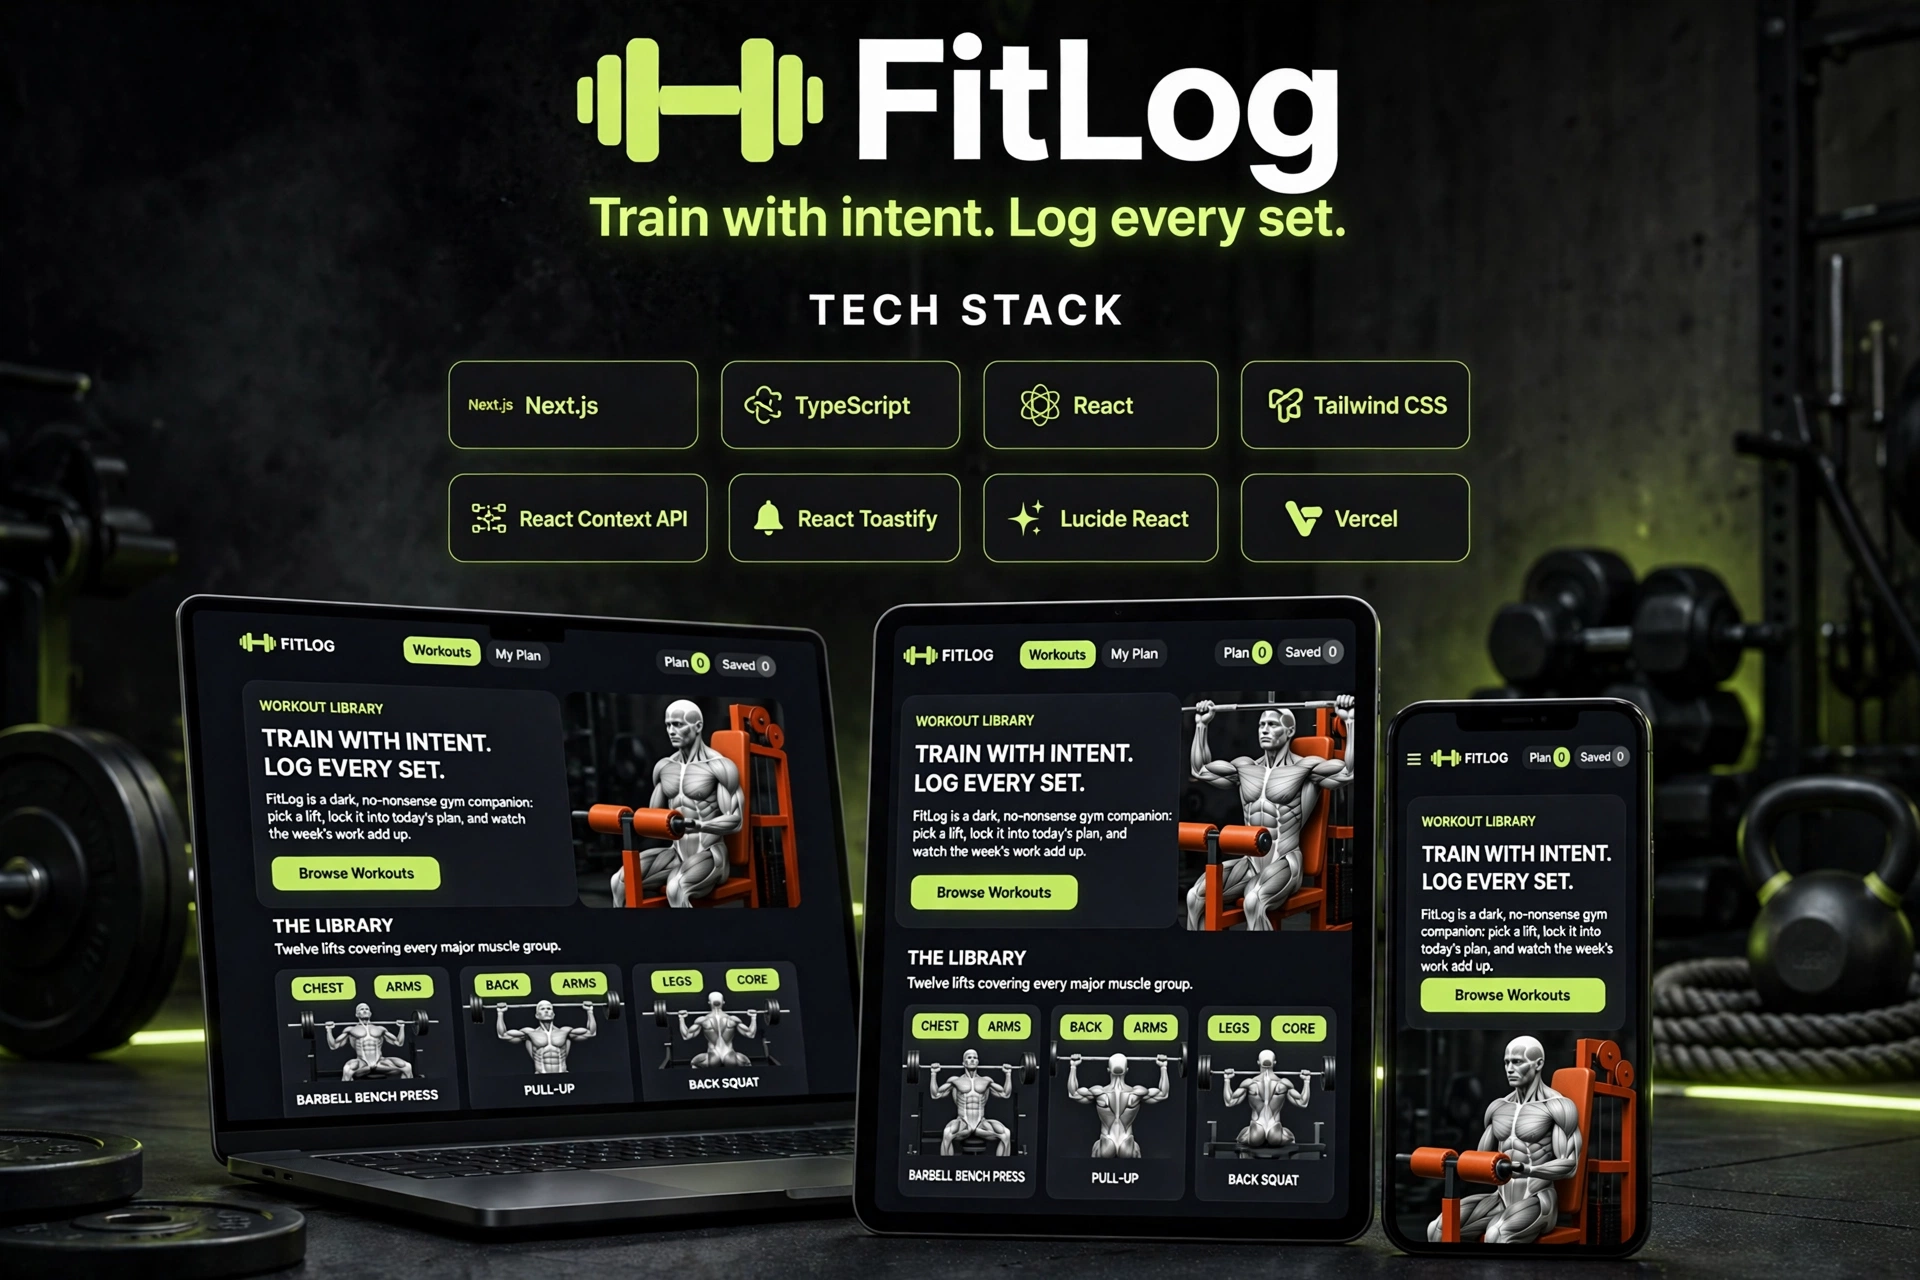 FitLog
Train with intent. Log every set.
TECH STACK
Next.js Next.js
TypeScript
React
Tailwind CSS
React Context API
React Toastify
Lucide React
Vercel
FITLOG
Workouts
My Plan
Plan 0
Saved 0
WORKOUT LIBRARY
TRAIN WITH INTENT.
LOG EVERY SET.
FitLog is a dark, no-nonsense gym companion:
pick a lift, lock it into today's plan, and watch
the week's work add up.
Browse Workouts
THE LIBRARY
Twelve lifts covering every major muscle group.
CHEST ARMS
BACK ARMS
LEGS CORE
BARBELL BENCH PRESS
PULL-UP
BACK SQUAT
FITLOG
Workouts
My Plan
Plan 0
Saved 0
WORKOUT LIBRARY
TRAIN WITH INTENT.
LOG EVERY SET.
FitLog is a dark, no-nonsense gym companion:
pick a lift, lock it into today's plan, and
watch the week's work add up.
Browse Workouts
THE LIBRARY
Twelve lifts covering every major muscle group.
CHEST ARMS
BACK ARMS
LEGS CORE
BARBELL BENCH PRESS
PULL-UP
BACK SQUAT
FITLOG
Plan 0
Saved 0
WORKOUT LIBRARY
TRAIN WITH INTENT.
LOG EVERY SET.
FitLog is a dark, no-nonsense gym
companion: pick a lift, lock it into
today's plan, and watch the week's
work add up.
Browse Workouts